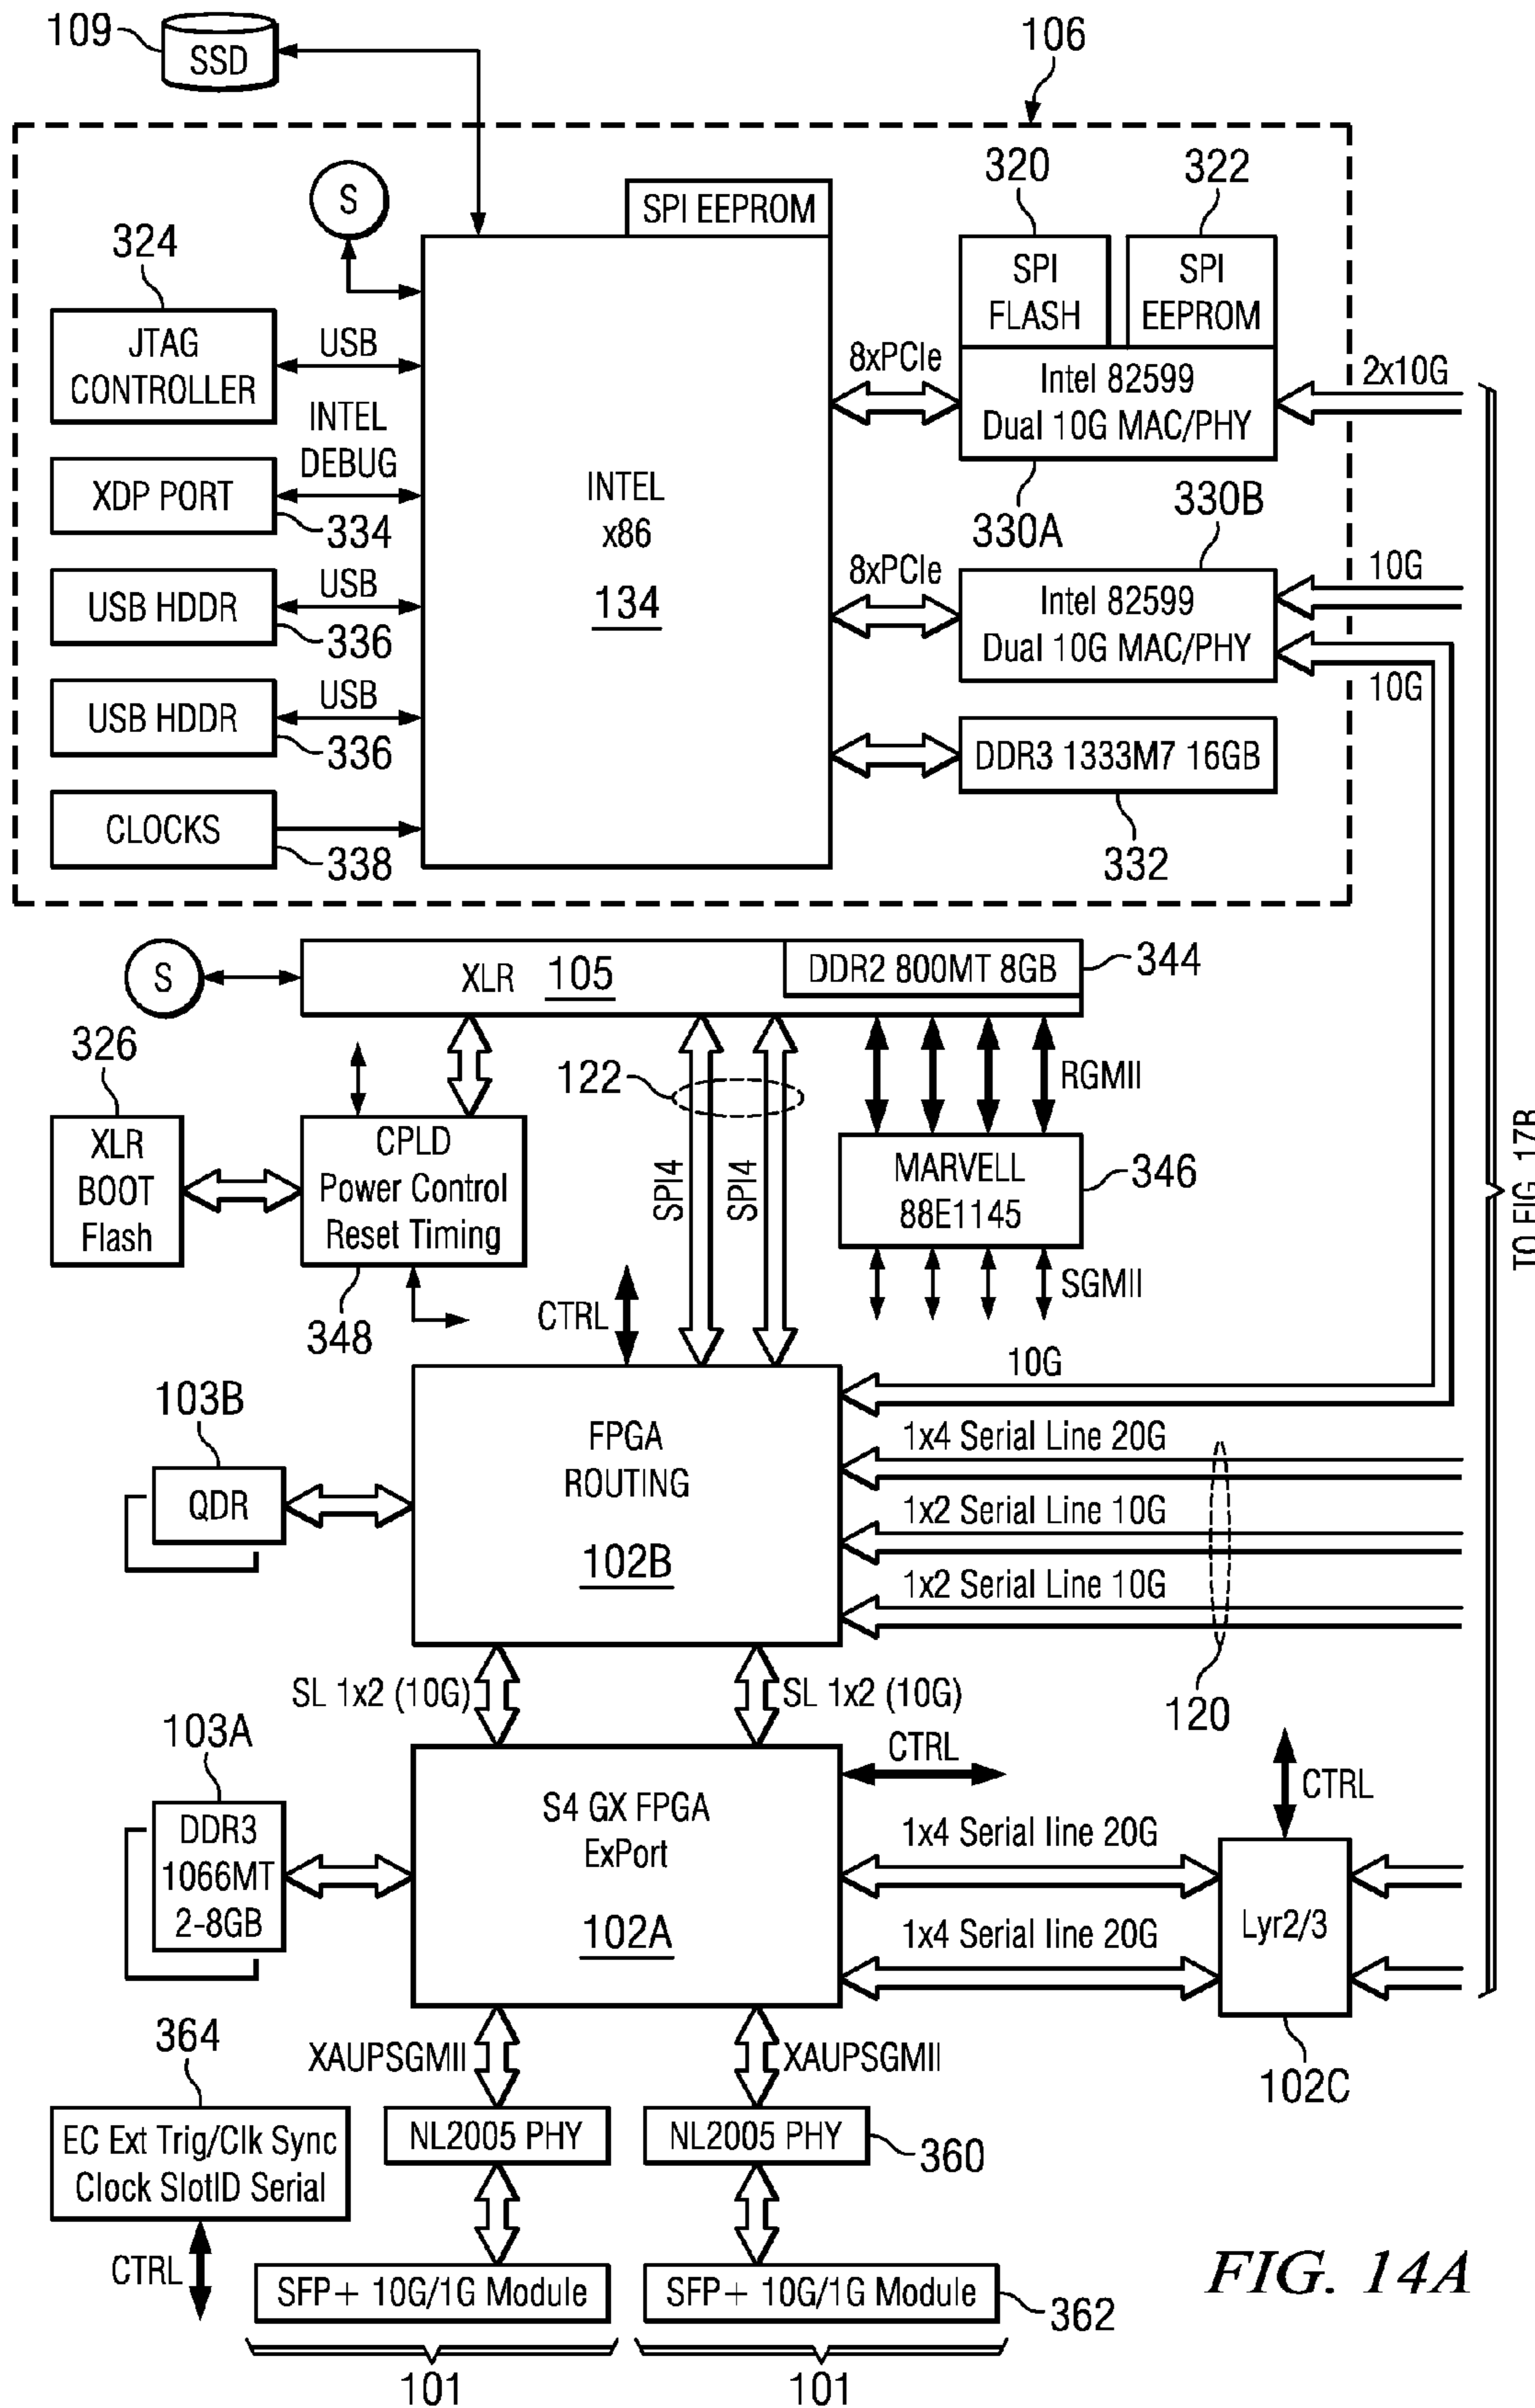 109
SSD
106
320
322
S
SPI EEPROM
324
SPI
FLASH
SPI
EEPROM
JTAG
CONTROLLER
USB
8xPCIe
Intel 82599
Dual 10G MAC/PHY
2x10G
INTEL
DEBUG
XDP PORT
334
INTEL
x86
134
330A
330B
USB HDDR
USB
336
8xPCIe
Intel 82599
Dual 10G MAC/PHY
10G
10G
USB HDDR
USB
336
DDR3 1333M7 16GB
332
CLOCKS
338
S
XLR 105
DDR2 800MT 8GB
344
326
122
RGMII
XLR
BOOT
Flash
CPLD
Power Control
Reset Timing
348
SPI4
SPI4
MARVELL
88E1145
346
SGMII
TO FIG. 17B
CTRL
10G
103B
QDR
FPGA
ROUTING
102B
1x4 Serial Line 20G
1x2 Serial Line 10G
1x2 Serial Line 10G
120
SL 1x2 (10G)
SL 1x2 (10G)
103A
DDR3
1066MT
2-8GB
S4 GX FPGA
ExPort
102A
CTRL
CTRL
1x4 Serial line 20G
1x4 Serial line 20G
Lyr2/3
102C
364
XAUPSGMII
XAUPSGMII
EC Ext Trig/Clk Sync
Clock SlotID Serial
NL2005 PHY
NL2005 PHY
360
CTRL
SFP+ 10G/1G Module
SFP+ 10G/1G Module
362
101
101
FIG. 14A